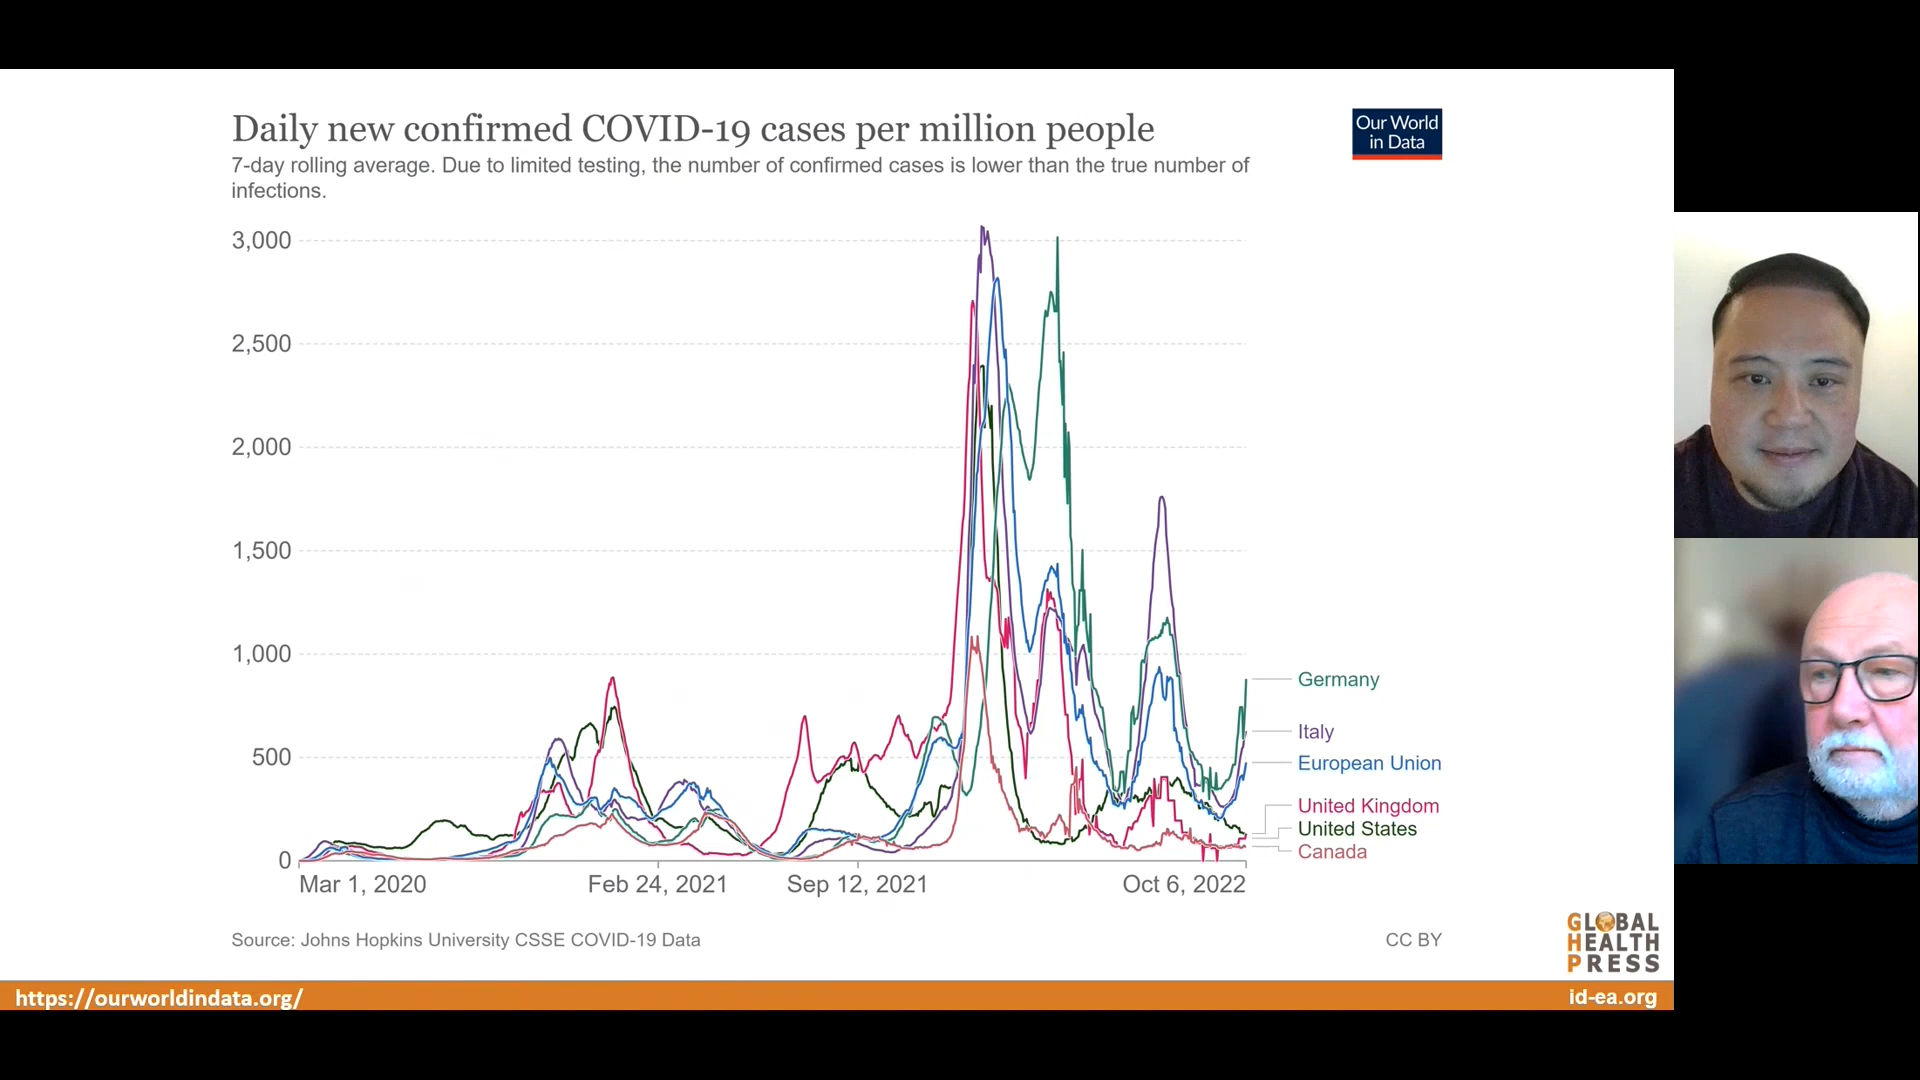 Daily new confirmed COVID-19 cases per million people
7-day rolling average. Due to limited testing, the number of confirmed cases is lower than the true number of
infections.
Our World
in Data
3,000
2,500
2,000
1,500
1,000
500
0
Germany
Italy
European Union
United Kingdom
United States
Canada
Mar 1, 2020
Feb 24, 2021
Sep 12, 2021
Oct 6, 2022
Source: Johns Hopkins University CSSE COVID-19 Data
CC BY
GLOBAL
HEALTH
PRESS
https://ourworldindata.org/
id-ea.org